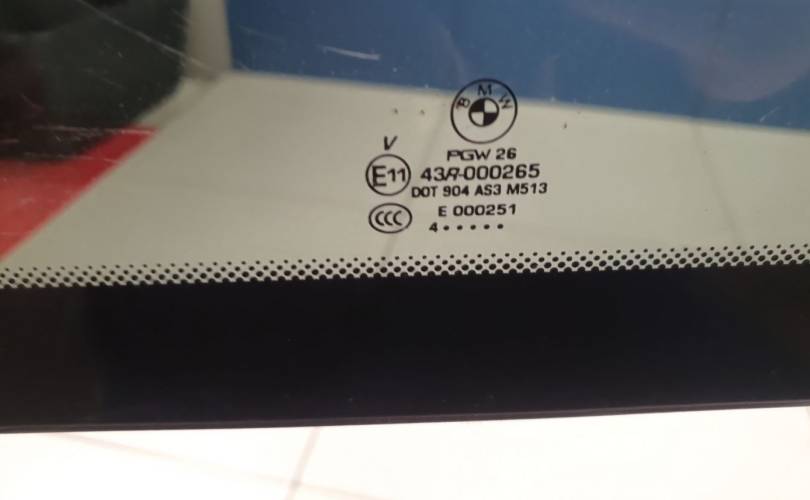 BMW
V
PGW 26
E11 43R-000265
DOT 904 AS3 M513
CCC E 000251
4•••••